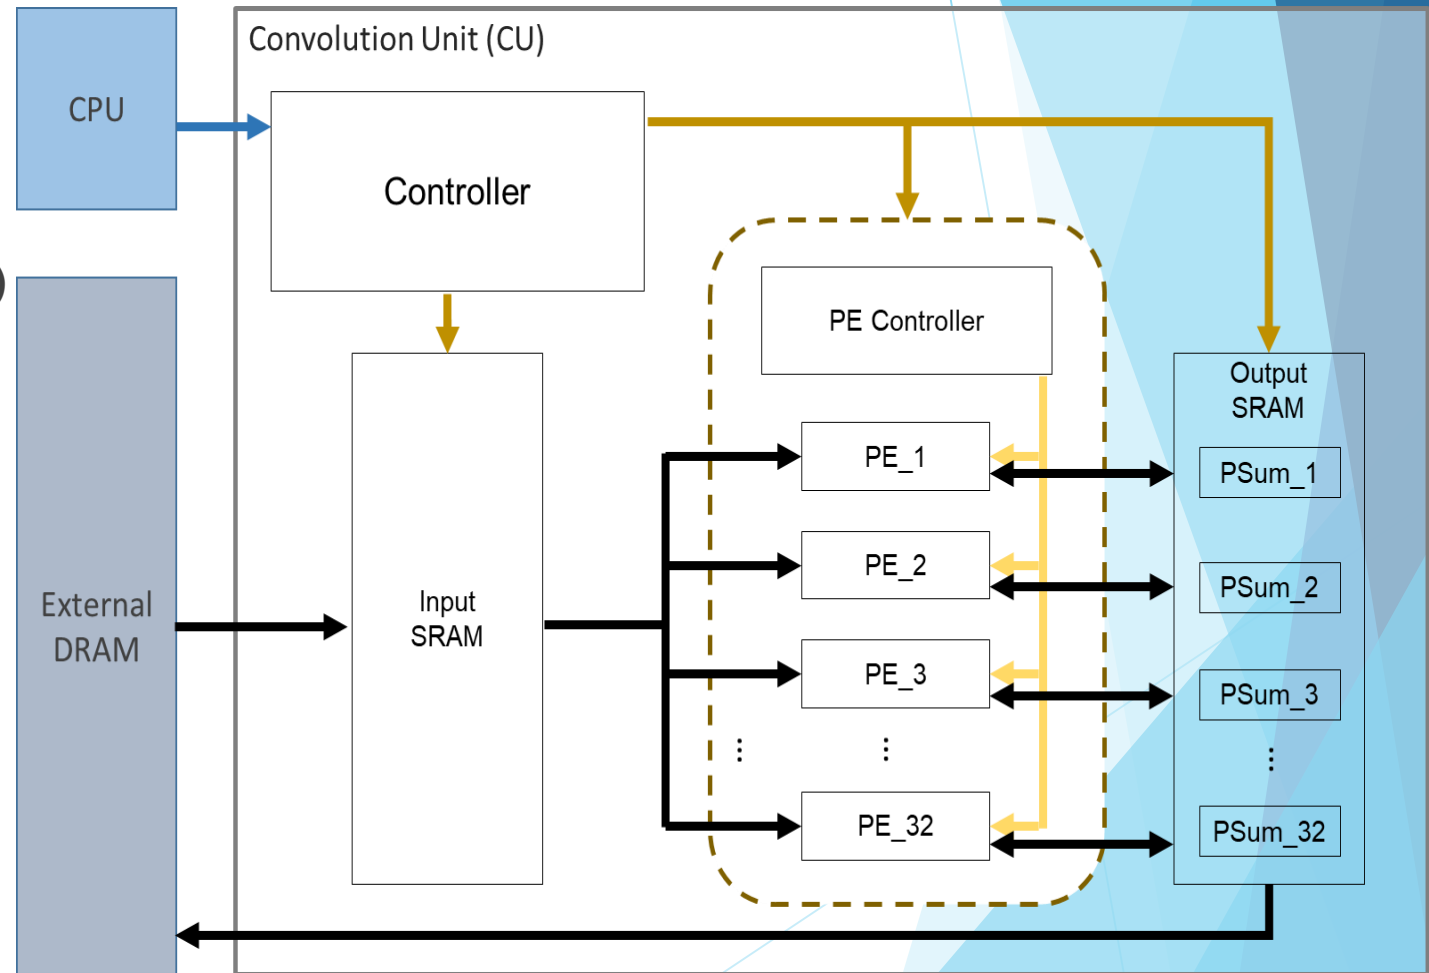 Convolution Unit (CU)
CPU
Controller
PE Controller
Output
SRAM
PE_1
PSum_1
PE_2
PSum_2
External
DRAM
Input
SRAM
PE_3
PSum_3
...
...
...
PE_32
PSum_32